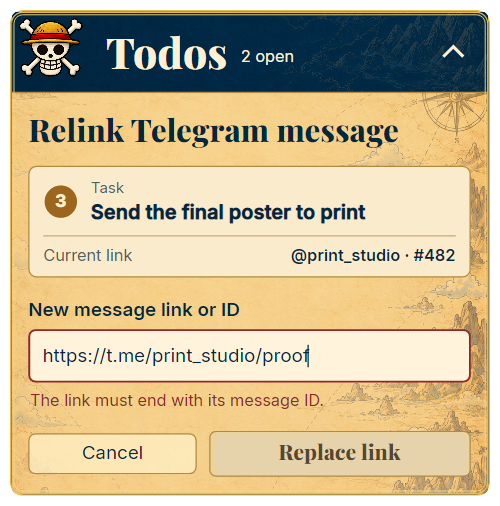 Todos 2 open
Relink Telegram message
3
Task
Send the final poster to print
Current link @print_studio · #482
New message link or ID
https://t.me/print_studio/proof
The link must end with its message ID.
Cancel Replace link